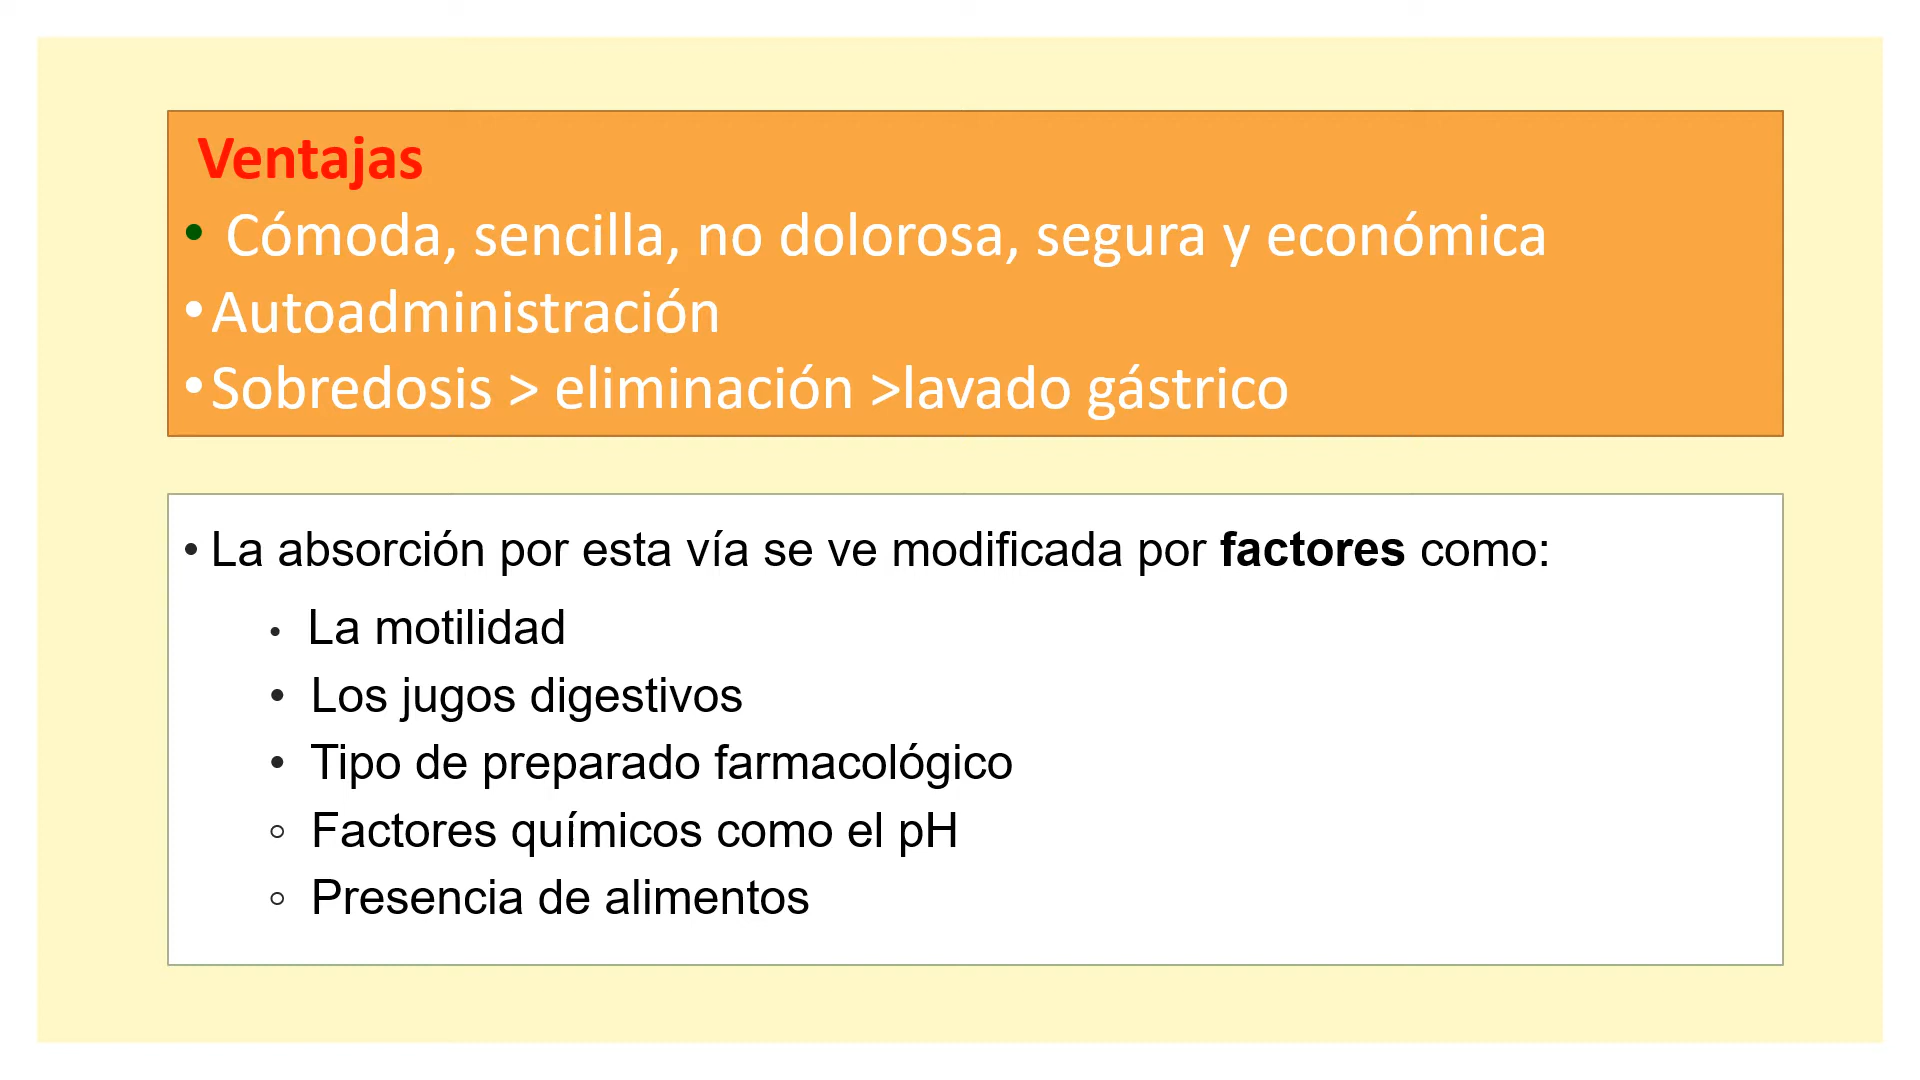 Ventajas
• Cómoda, sencilla, no dolorosa, segura y económica
• Autoadministración
• Sobredosis > eliminación >lavado gástrico
• La absorción por esta vía se ve modificada por factores como:
• La motilidad
• Los jugos digestivos
• Tipo de preparado farmacológico
○ Factores químicos como el pH
○ Presencia de alimentos